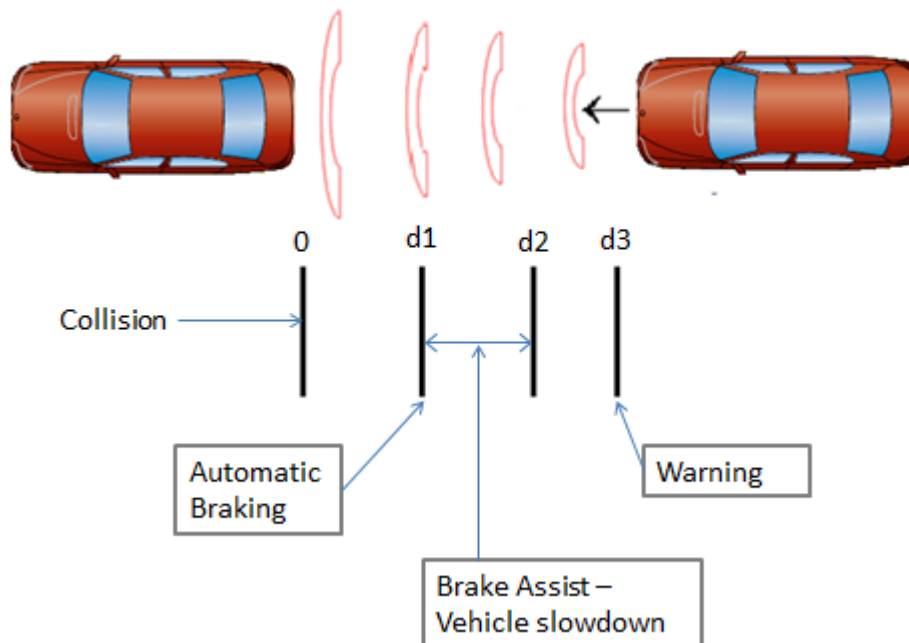 0 d1 d2 d3
Collision
Automatic
Braking
Warning
Brake Assist –
Vehicle slowdown